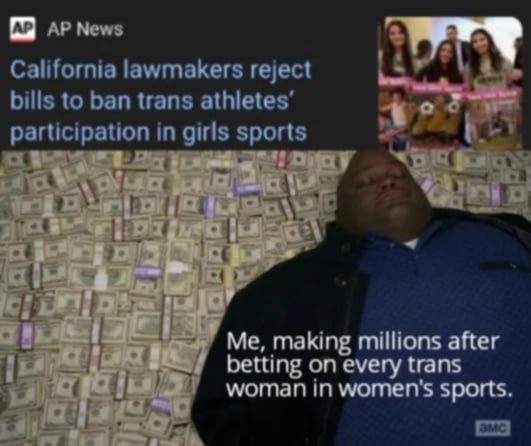 AP AP News
California lawmakers reject
bills to ban trans athletes'
participation in girls sports
Me, making millions after
betting on every trans
woman in women's sports.
amc